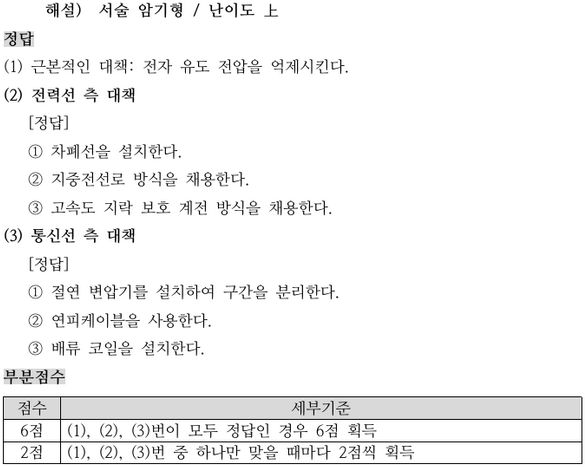 해설) 서술 암기형 / 난이도 上
정답
(1) 근본적인 대책: 전자 유도 전압을 억제시킨다.
(2) 전력선 측 대책
[정답]
① 차폐선을 설치한다.
② 지중전선로 방식을 채용한다.
③ 고속도 지락 보호 계전 방식을 채용한다.
(3) 통신선 측 대책
[정답]
① 절연 변압기를 설치하여 구간을 분리한다.
② 연피케이블을 사용한다.
③ 배류 코일을 설치한다.
부분점수
점수 세부기준
6점 (1), (2), (3)번이 모두 정답인 경우 6점 획득
2점 (1), (2), (3)번 중 하나만 맞을 때마다 2점씩 획득